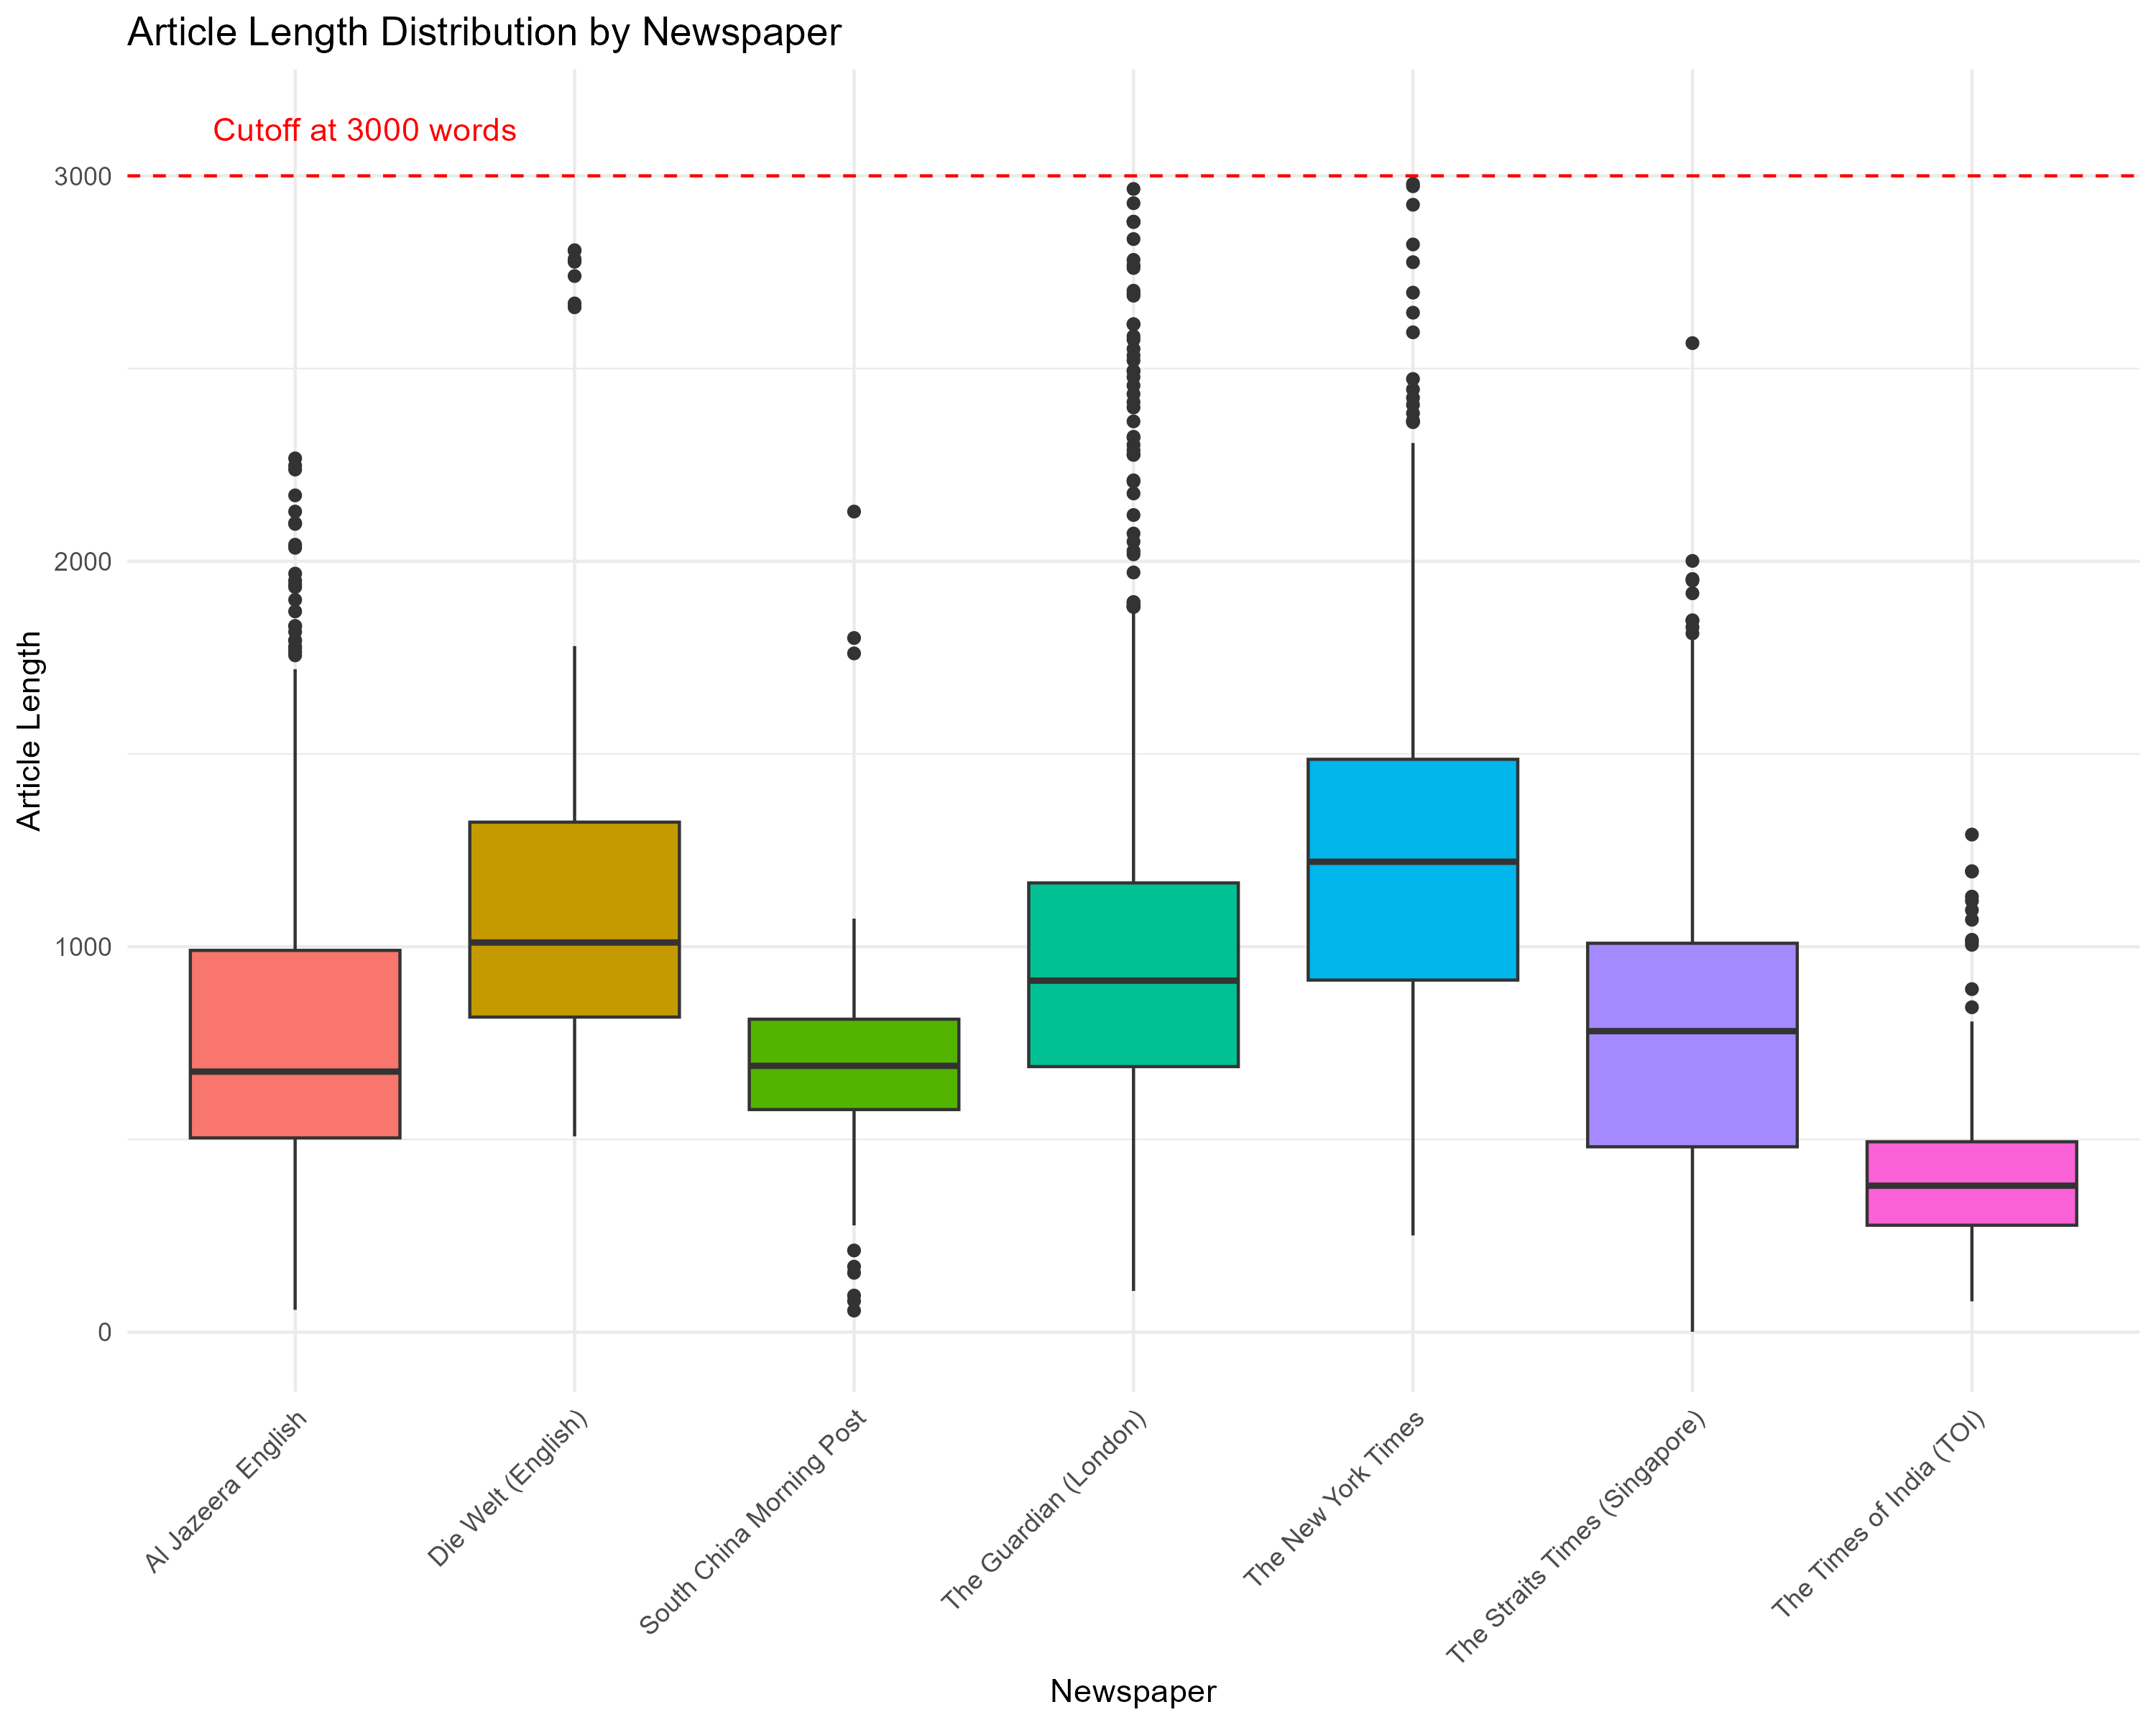 Article Length Distribution by Newspaper
Cutoff at 3000 words
3000
2000
1000
0
Article Length
Al Jazeera English
Die Welt (English)
South China Morning Post
The Guardian (London)
The New York Times
The Straits Times (Singapore)
The Times of India (TOI)
Newspaper